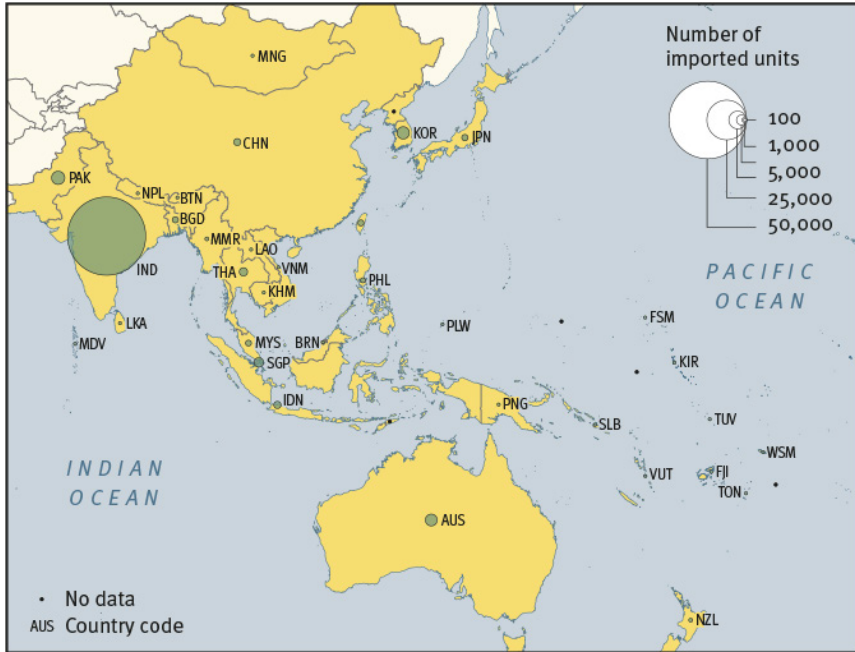 Number of
imported units
100
1,000
5,000
25,000
50,000
MNG
CHN
KOR
JPN
PAK
NPL
BTN
BGD
MMR
LAO
IND
THA
VNM
PHL
KHM
PACIFIC
OCEAN
LKA
MDV
MYS
BRN
SGP
PLW
FSM
KIR
IDN
PNG
SLB
TUV
WSM
VUT
FJI
TON
INDIAN
OCEAN
AUS
NZL
No data
AUS Country code